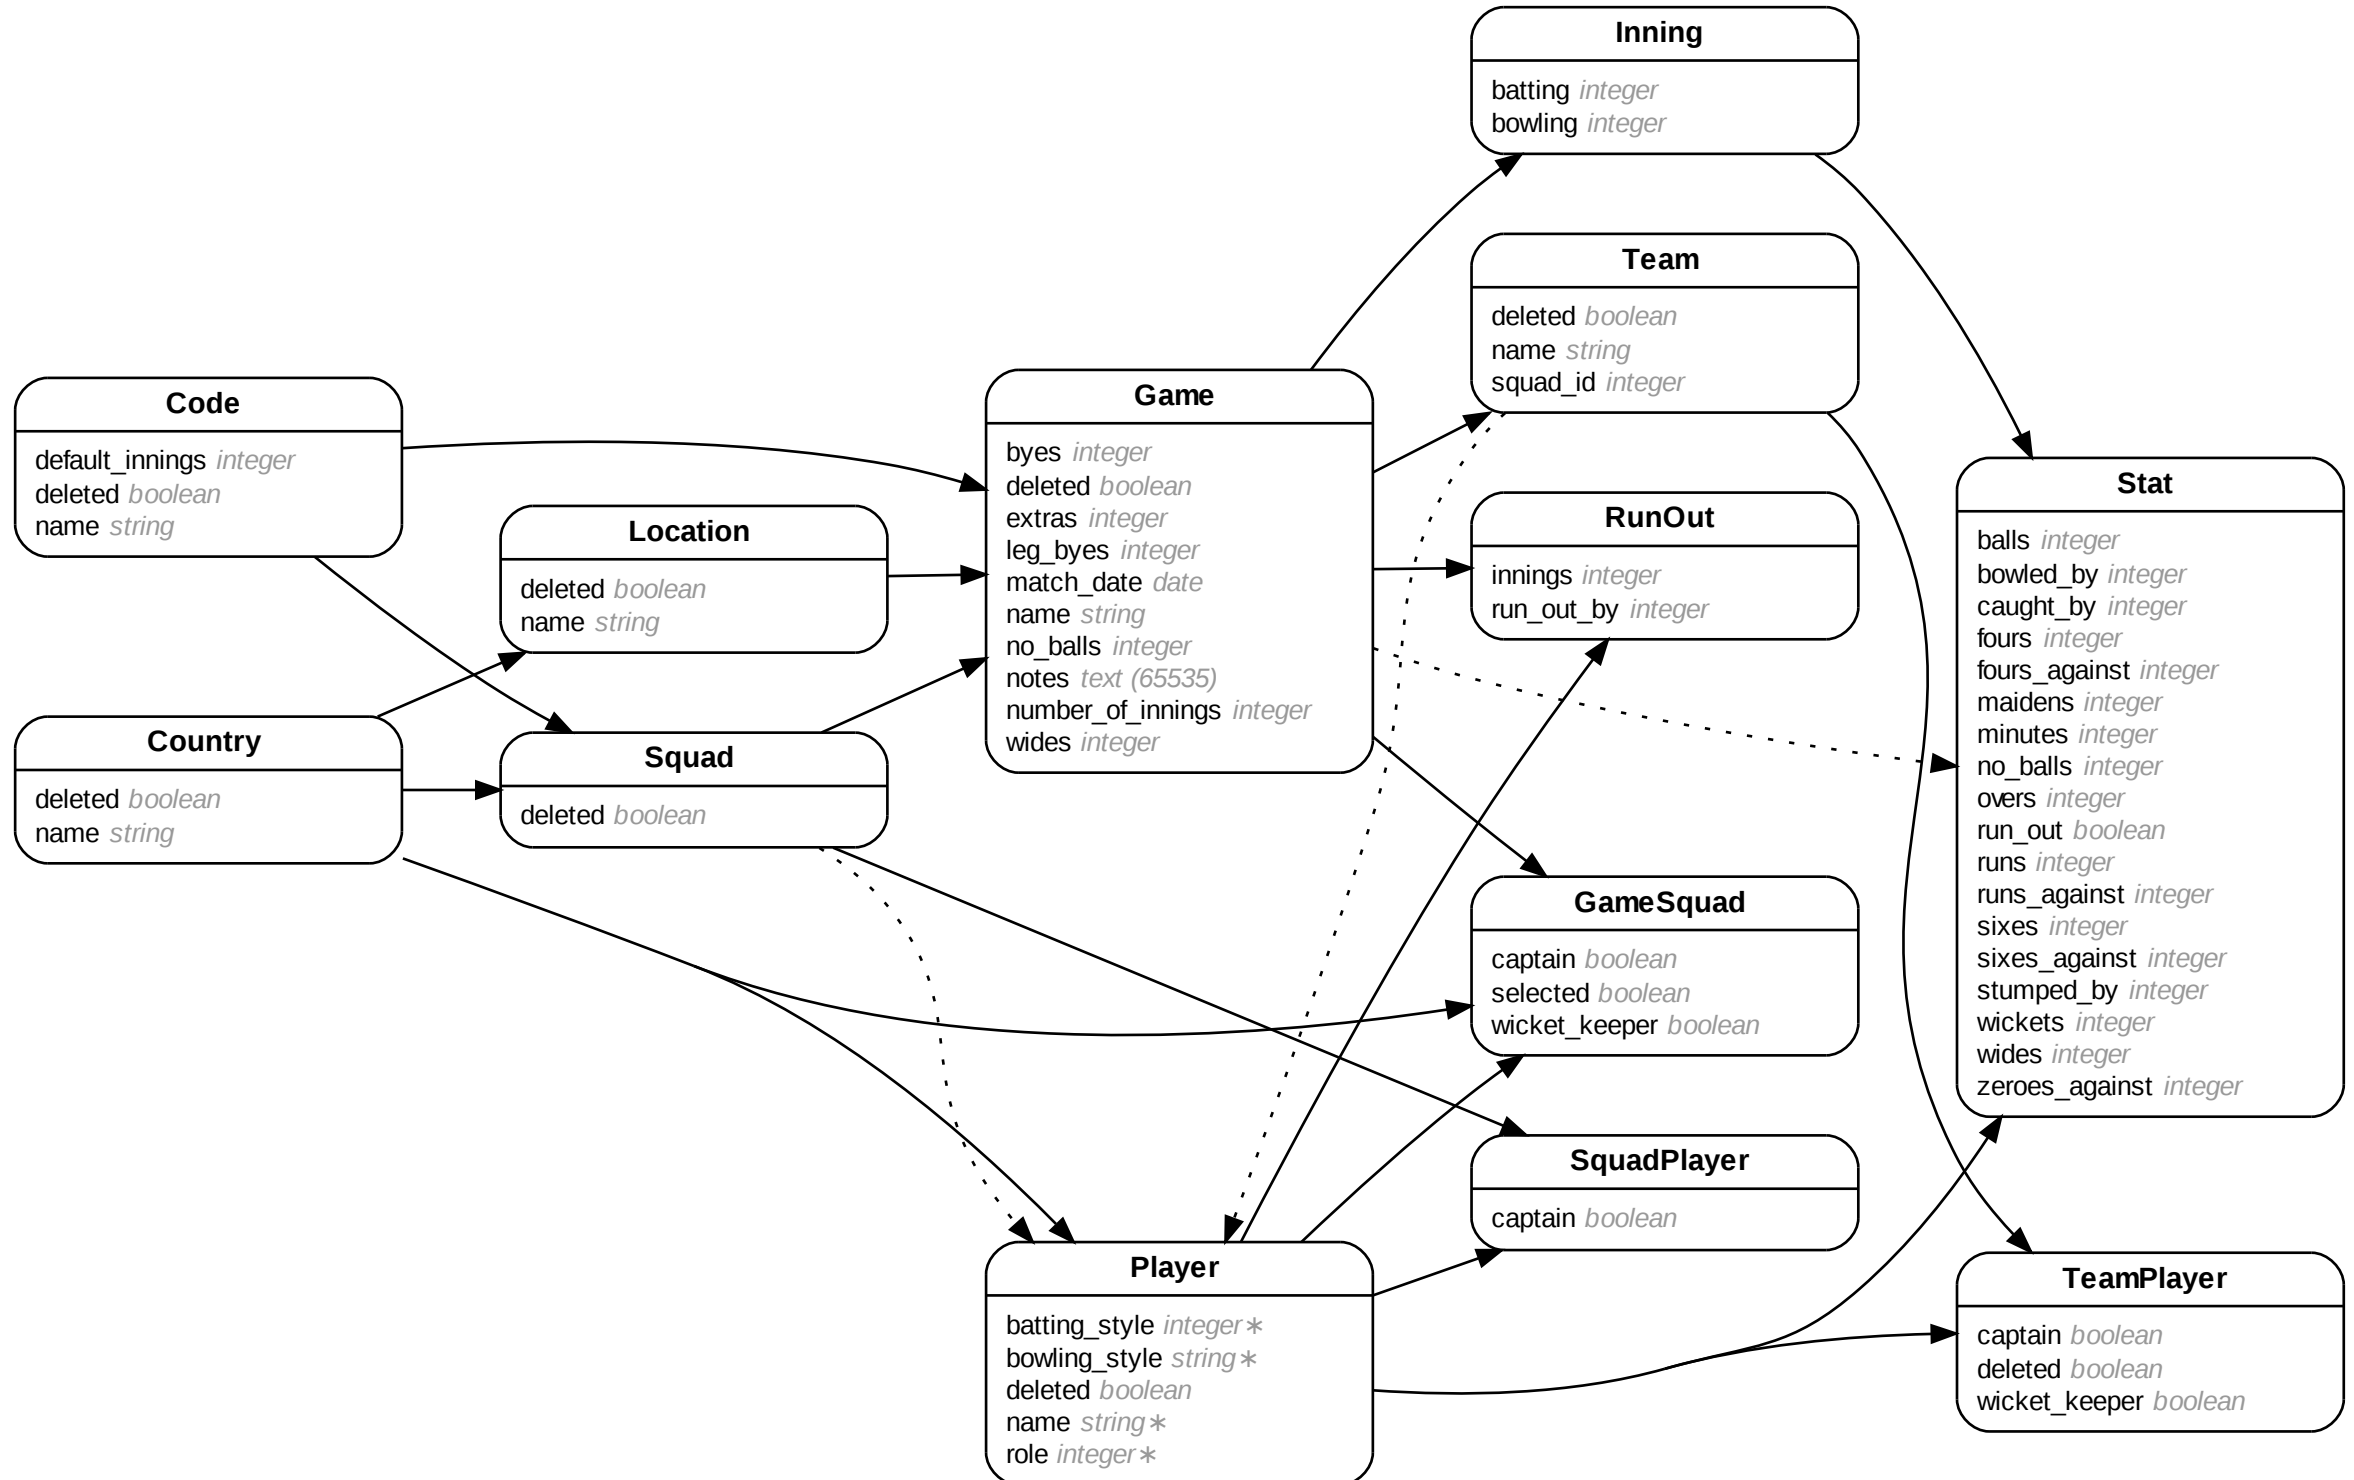 Inning
batting integer
bowling integer
Team
deleted boolean
name string
squad_id integer
Code
default_innings integer
deleted boolean
name string
Game
byes integer
deleted boolean
extras integer
leg_byes integer
match_date date
name string
no_balls integer
notes text (65535)
number_of_innings integer
wides integer
Location
deleted boolean
name string
RunOut
innings integer
run_out_by integer
Stat
balls integer
bowled_by integer
caught_by integer
fours integer
fours_against integer
maidens integer
minutes integer
no_balls integer
overs integer
run_out boolean
runs integer
runs_against integer
sixes integer
sixes_against integer
stumped_by integer
wickets integer
wides integer
zeroes_against integer
Country
deleted boolean
name string
Squad
deleted boolean
GameSquad
captain boolean
selected boolean
wicket_keeper boolean
SquadPlayer
captain boolean
Player
batting_style integer∗
bowling_style string∗
deleted boolean
name string∗
role integer∗
TeamPlayer
captain boolean
deleted boolean
wicket_keeper boolean